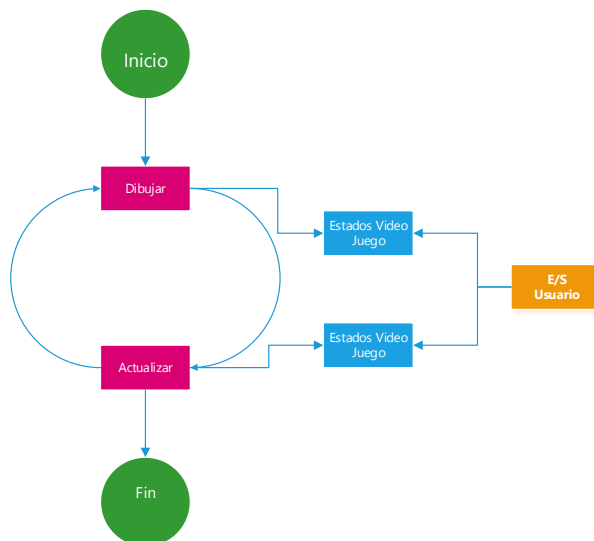 Inicio
Dibujar
Estados Video
Juego
E/S
Usuario
Estados Video
Juego
Actualizar
Fin